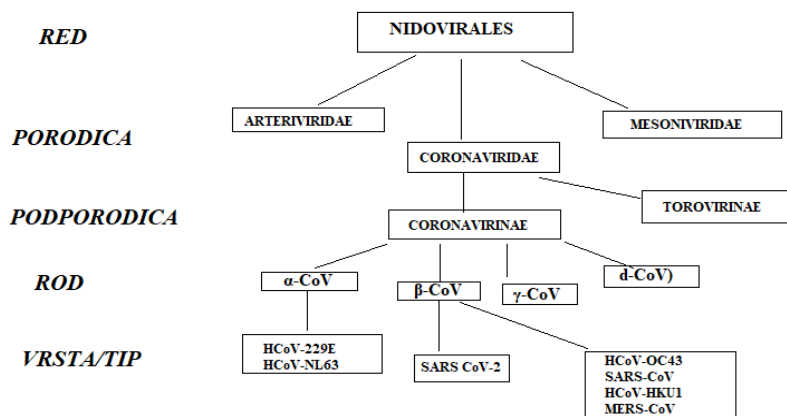 RED
NIDOVIRALES
PORODICA
ARTERIVIRIDAE
MESONIVIRIDAE
CORONAVIRIDAE
PODPORODICA
TOROVIRINAE
CORONAVIRINAE
ROD
α-CoV
β-CoV
γ-CoV
d-CoV)
VRSTA/TIP
HCoV-229E
HCoV-NL63
SARS CoV-2
HCoV-OC43
SARS-CoV
HCoV-HKU1
MERS-CoV